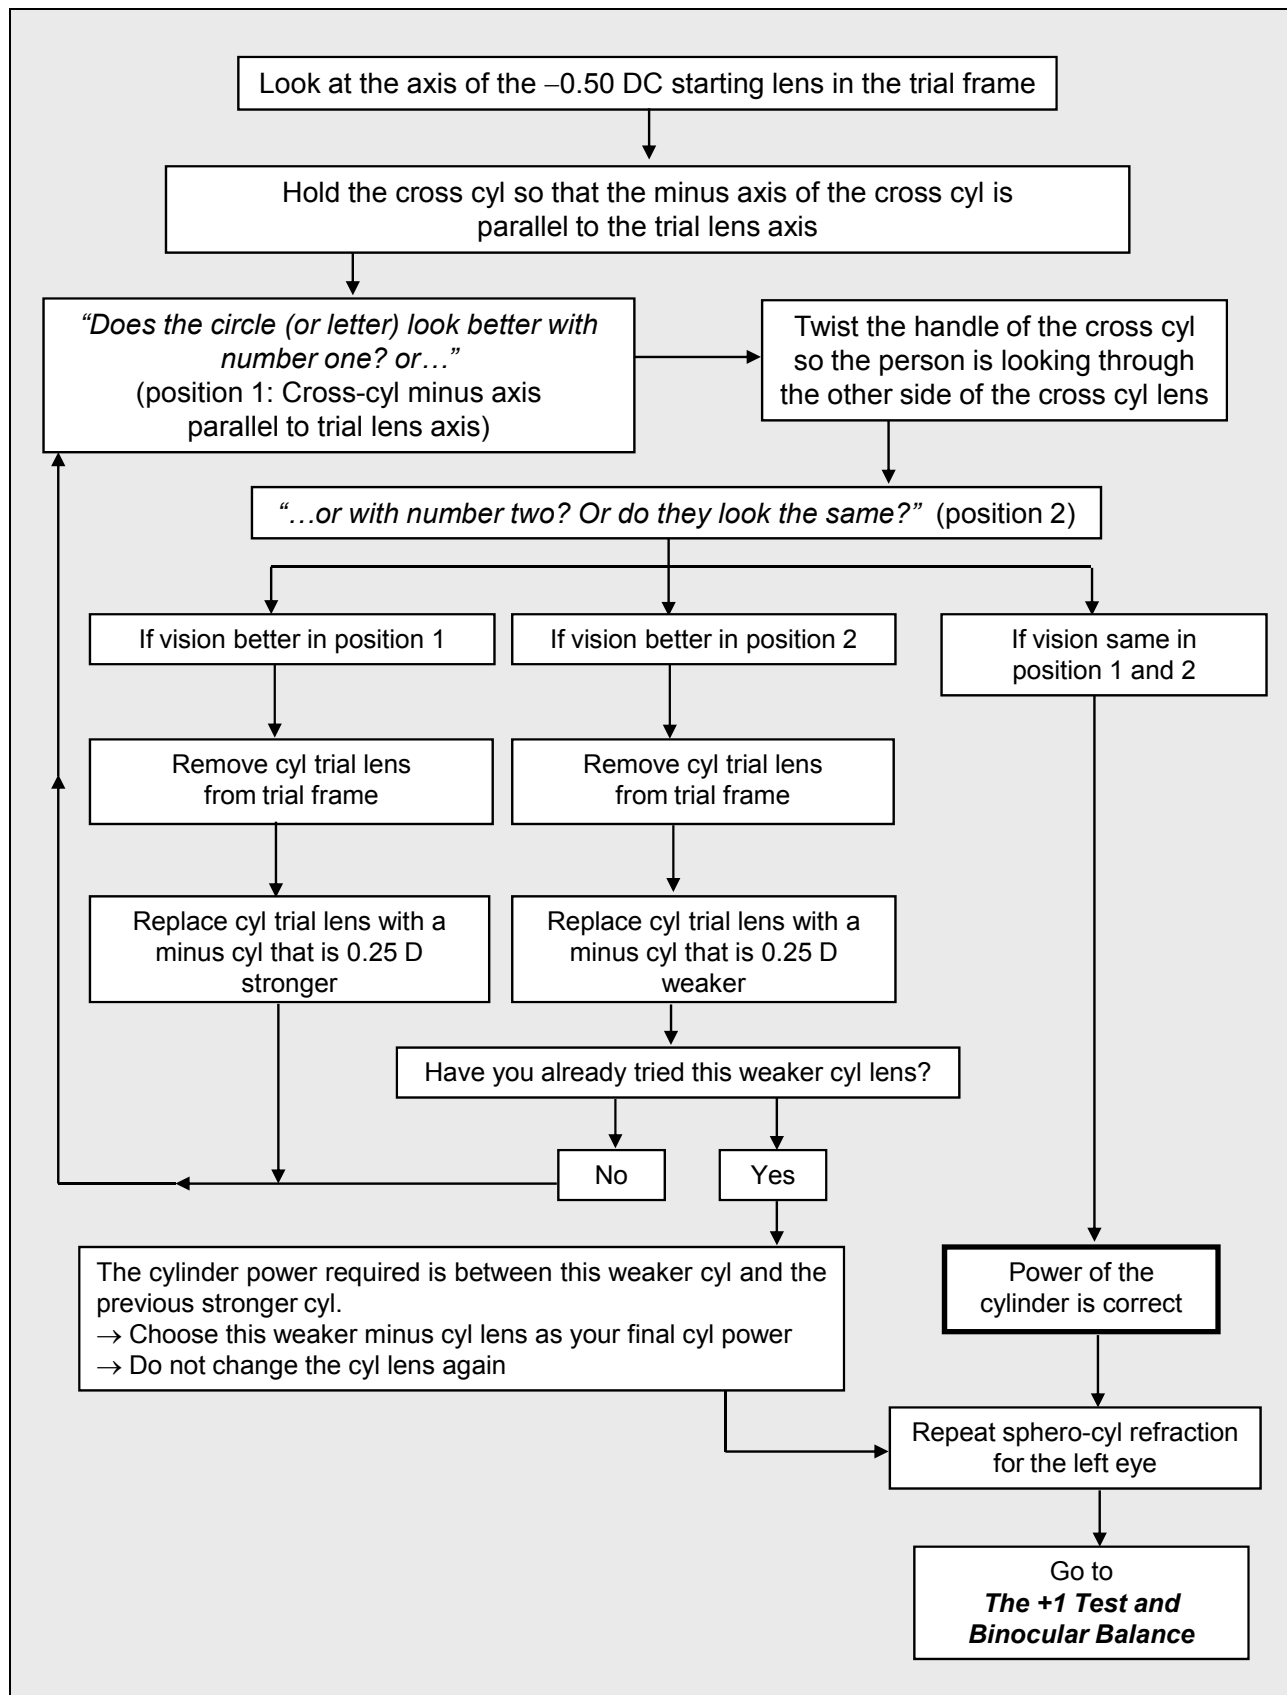 Look at the axis of the −0.50 DC starting lens in the trial frame
Hold the cross cyl so that the minus axis of the cross cyl is
parallel to the trial lens axis
“Does the circle (or letter) look better with
number one? or…”
(position 1: Cross-cyl minus axis
parallel to trial lens axis)
Twist the handle of the cross cyl
so the person is looking through
the other side of the cross cyl lens
“…or with number two? Or do they look the same?” (position 2)
If vision better in position 1
If vision better in position 2
If vision same in
position 1 and 2
Remove cyl trial lens
from trial frame
Remove cyl trial lens
from trial frame
Replace cyl trial lens with a
minus cyl that is 0.25 D
stronger
Replace cyl trial lens with a
minus cyl that is 0.25 D
weaker
Have you already tried this weaker cyl lens?
No
Yes
The cylinder power required is between this weaker cyl and the
previous stronger cyl.
→ Choose this weaker minus cyl lens as your final cyl power
→ Do not change the cyl lens again
Power of the
cylinder is correct
Repeat sphero-cyl refraction
for the left eye
Go to
The +1 Test and
Binocular Balance